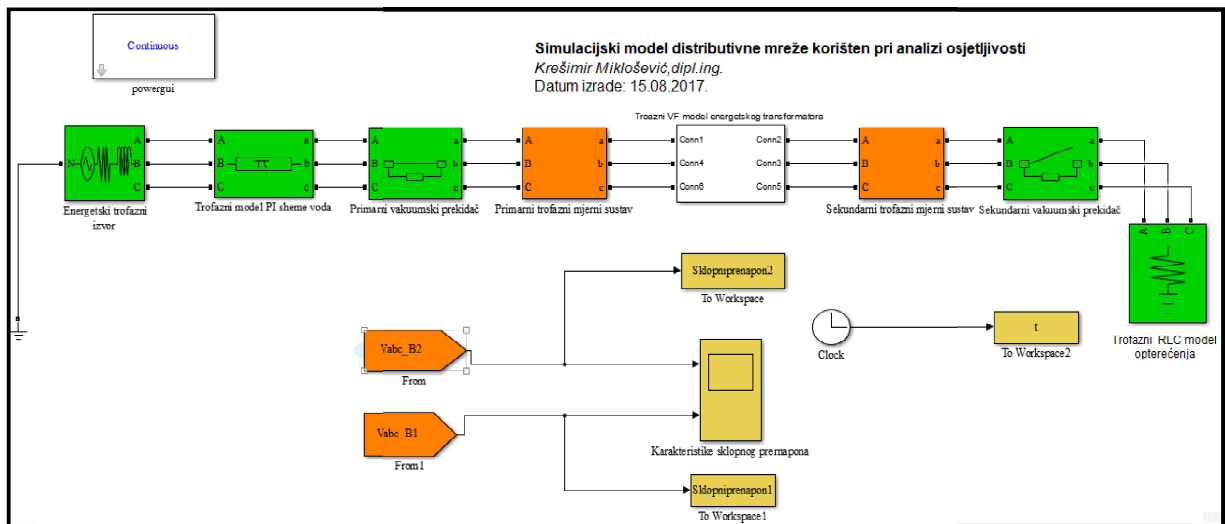 Continuous
powergui
Simulacijski model distributivne mreže korišten pri analizi osjetljivosti
Krešimir Miklošević,dipl.ing.
Datum izrade: 15.08.2017.
N
A
B
C
Energetski trofazni
izvor
A
B
C
a
b
c
Trofazni model PI sheme voda
A
B
C
a
b
c
Primarni vakuumski prekidač
A
B
C
a
b
c
Primarni trofazni mjerni sustav
Troazni VF model energetskog transformatora
Conn1
Conn4
Conn6
Conn2
Conn3
Conn5
A
B
C
a
b
c
Sekundarni trofazni mjerni sustav
A
B
C
a
b
c
Sekundarni vakuumski prekidač
A
B
C
Trofazni RLC model
opterećenja
Sklopniprenapon2
To Workspace
Vabc_B2
From
Vabc_B1
From1
Karakteristike sklopnog prernapona
Sklopniprenapon1
To Workspace1
Clock
t
To Workspace2